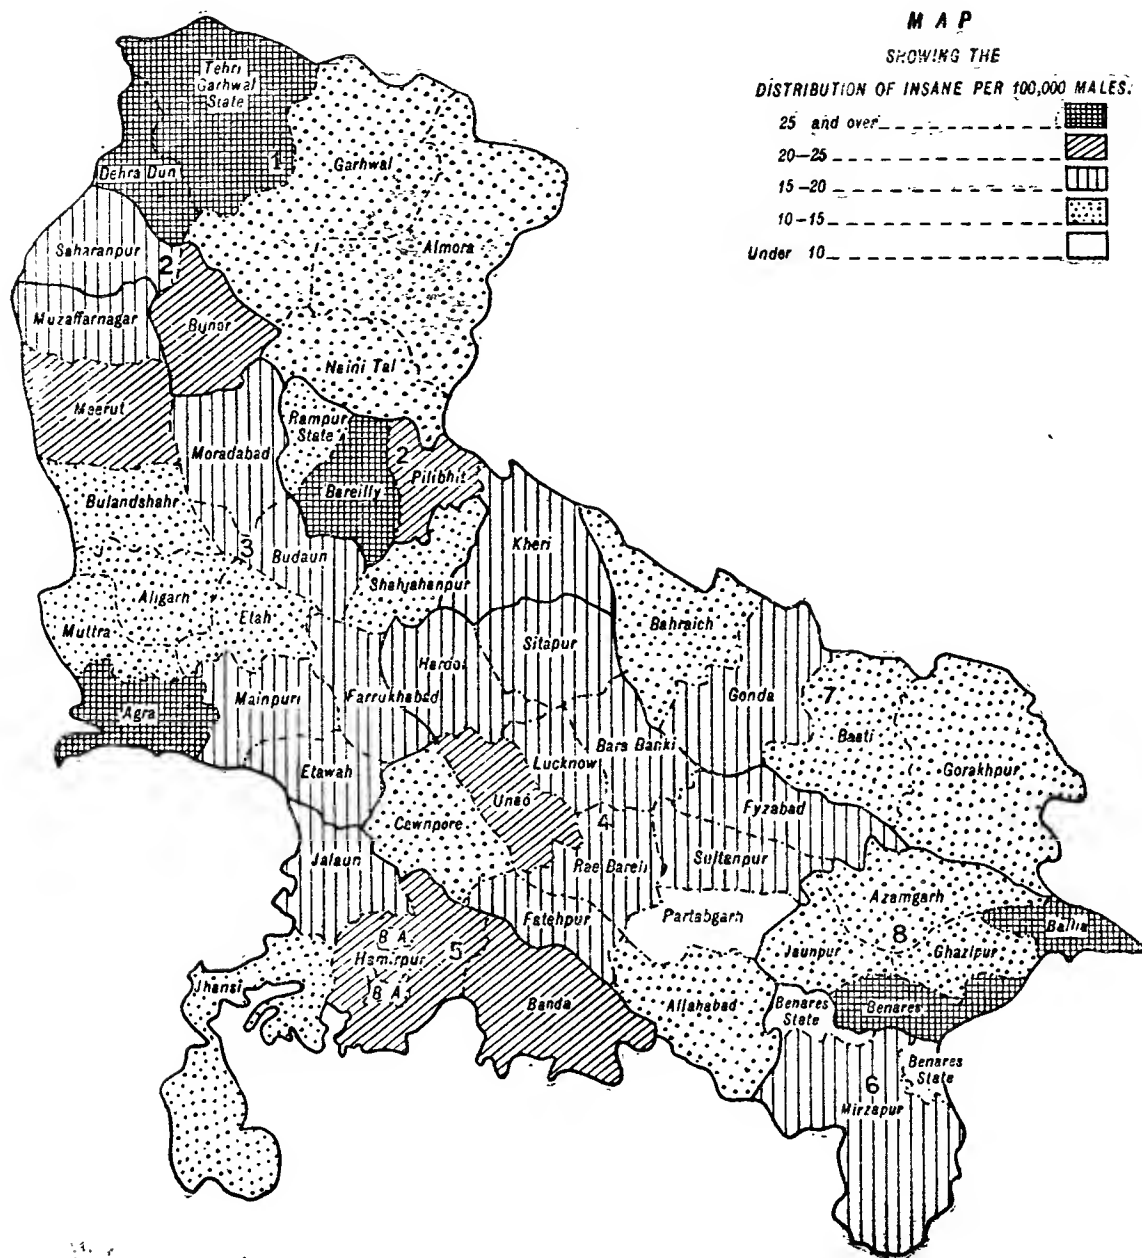 MAP
SHOWING THE
DISTRIBUTION OF INSANE PER 100,000 MALES.
25 and over
20-25
15-20
10-15
Under 10
Tehri
Garhwal
State
1
Dehra Dun
Garhwal
Almora
Saharanpur
2
Muzaffarnagar
Bijnor
Naini Tal
Meerut
Rampur
State
Moradabad
2
Pilibhit
Bareilly
Bulandshahr
Kheri
3
Budaun
Shahjahanpur
Aligarh
Etah
Muttra
Bahraich
Hardoi
Sitapur
Mainpuri
Farrukhabad
Gonda
7
Agra
Basti
Bara Banki
Lucknow
Etawah
Gorakhpur
Unao
Fyzabad
Cawnpore
4
Jalaun
Rae Bareli
Sultanpur
Azamgarh
Fatehpur
Partabgarh
Ballia
B A
8
Hamirpur
5
Jaunpur
Ghazipur
Jhansi
B A
Banda
Allahabad
Benares
State
Benares
Benares
State
6
Mirzapur